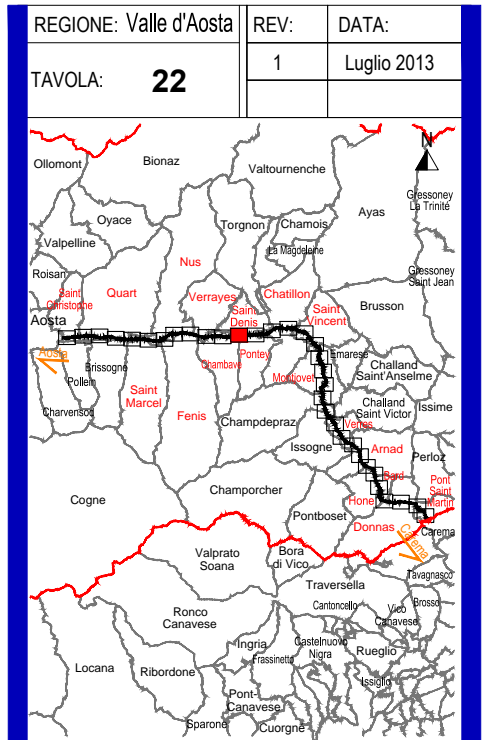 REGIONE: Valle d'Aosta
REV:
DATA:
TAVOLA: 22
1
Luglio 2013
N
Ollomont
Bionaz
Valtournenche
Ayas
Gressoney
La Trinité
Oyace
Torgnon
Chamois
Valpelline
La Magdeleine
Roisan
Nus
Gressoney
Saint Jean
Saint
Christophe
Quart
Verrayes
Chatillon
Saint
Denis
Saint
Vincent
Brusson
Aosta
Aosta
Brissogne
Chambave
Pontey
Emarese
Challand
Saint'Anselme
Pollein
Saint
Marcel
Montjovet
Charvensod
Fenis
Champdepraz
Challand
Saint Victor
Issime
Verres
Issogne
Arnad
Perloz
Bard
Pont
Saint
Martin
Cogne
Champorcher
Hone
Pontboset
Donnas
Carema
Carema
Valprato
Soana
Bora
di Vico
Traversella
Tavagnasco
Ronco
Canavese
Cantoncello
Vico
Canavese
Brosso
Ingria
Castelnuovo
Nigra
Rueglio
Frassinetto
Locana
Ribordone
Issiglio
Pont-
Canavese
Sparone
Cuorgne